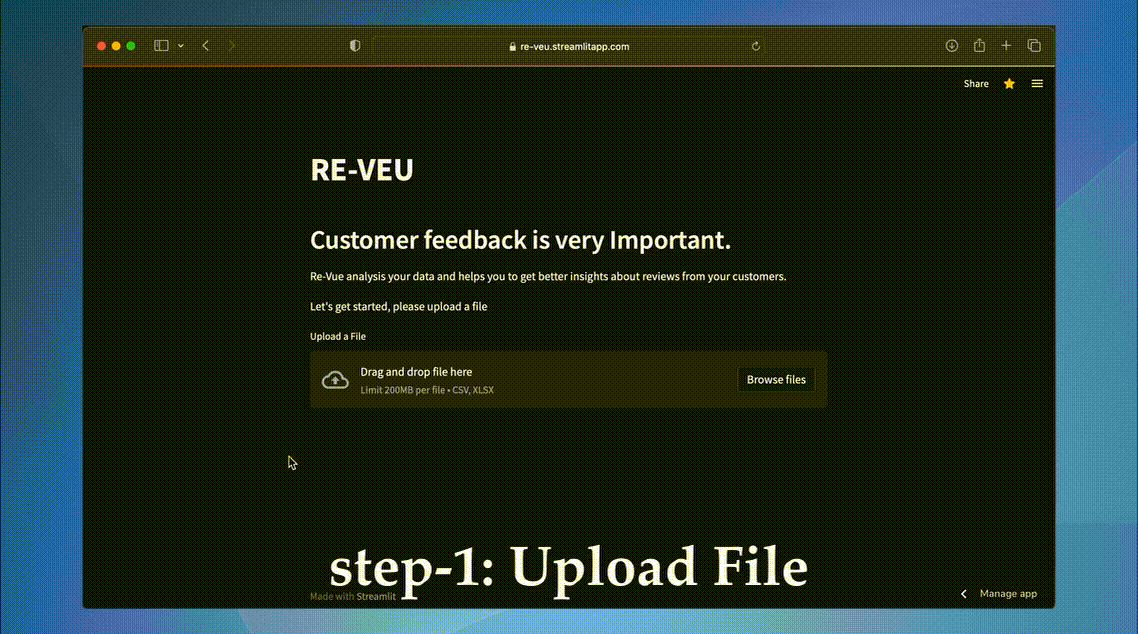 re-veu.streamlitapp.com
Share
RE-VEU
Customer feedback is very Important.
Re-Vue analysis your data and helps you to get better insights about reviews from your customers.
Let's get started, please upload a file
Upload a File
Drag and drop file here
Limit 200MB per file • CSV, XLSX
Browse files
step-1: Upload File
Made with Streamlit
Manage app